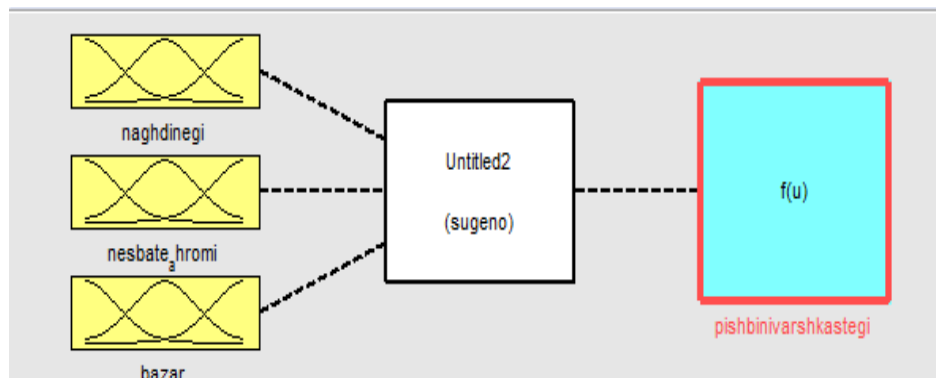 naghdinegi
Untitled2
f(u)
nesbate_ahromi
(sugeno)
bazar
pishbinivarshkastegi